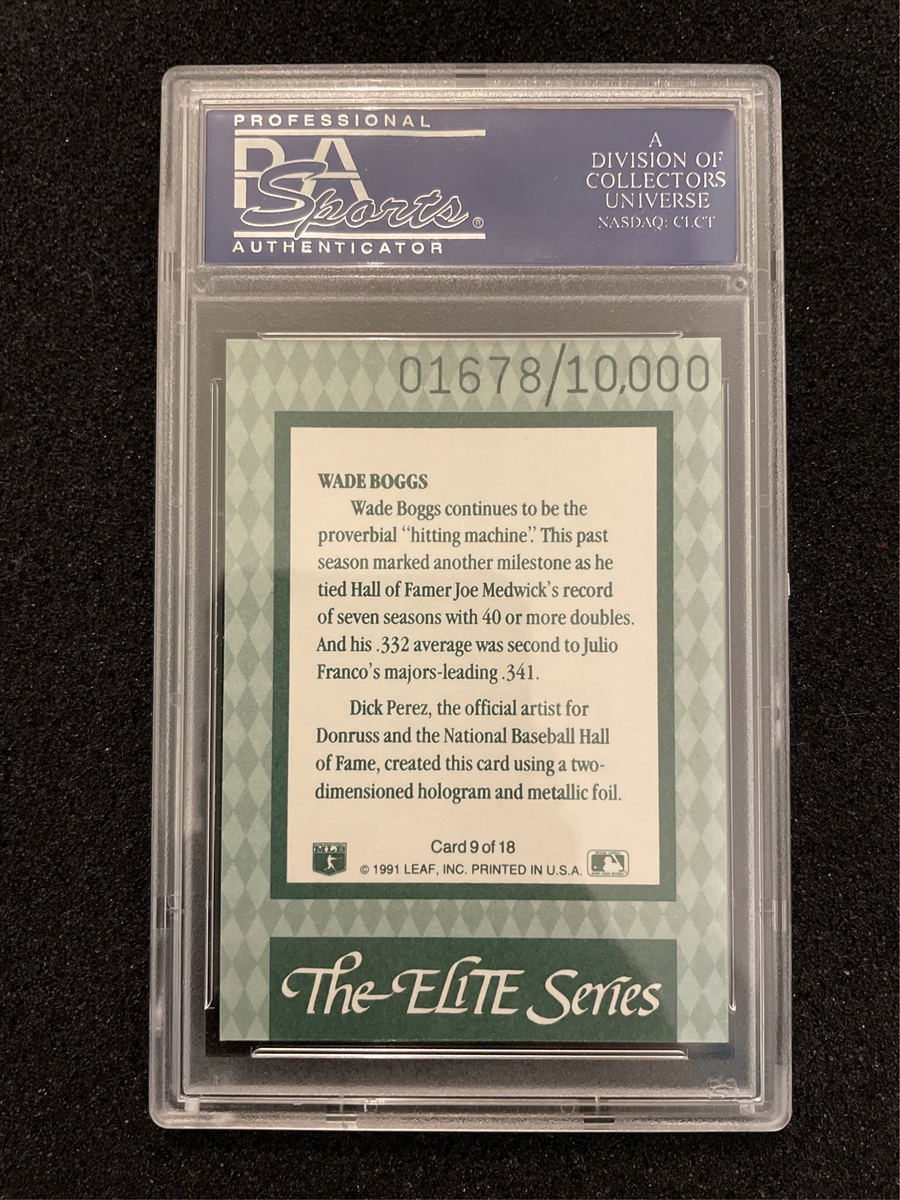 PROFESSIONAL
PSA
Sports®
AUTHENTICATOR
A
DIVISION OF
COLLECTORS
UNIVERSE
NASDAQ: CLCT
01678/10,000
WADE BOGGS
Wade Boggs continues to be the
proverbial “hitting machine”. This past
season marked another milestone as he
tied Hall of Famer Joe Medwick’s record
of seven seasons with 40 or more doubles.
And his .332 average was second to Julio
Franco’s majors-leading .341.
Dick Perez, the official artist for
Donruss and the National Baseball Hall
of Fame, created this card using a two-
dimensioned hologram and metallic foil.
Card 9 of 18
© 1991 LEAF, INC. PRINTED IN U.S.A.
The ELITE Series